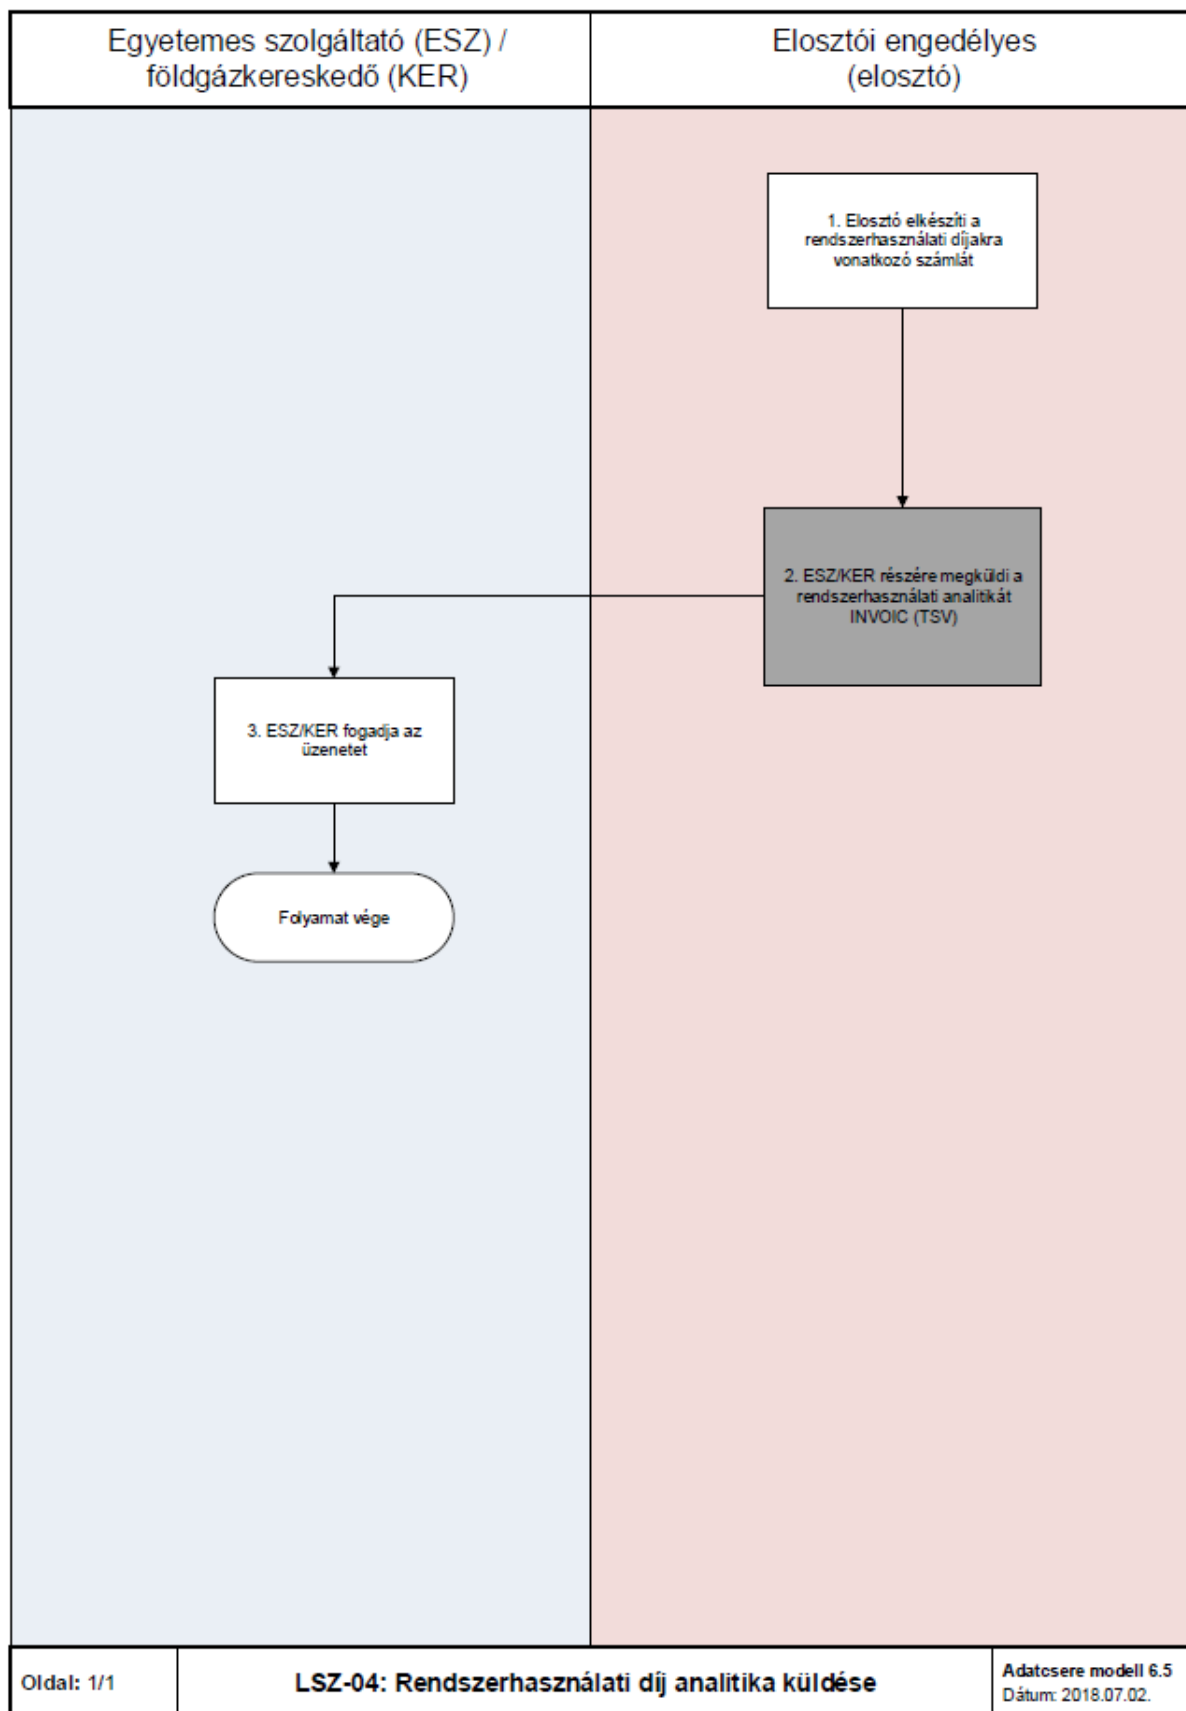 Egyetemes szolgáltató (ESZ) /
földgázkereskedő (KER)
Elosztói engedélyes
(elosztó)
1. Elosztó elkészíti a
rendszerhasználati díjakra
vonatkozó számlát
2. ESZ/KER részére megküldi a
rendszerhasználati analitikát
INVOIC (TSV)
3. ESZ/KER fogadja az
üzenetet
Folyamat vége
Oldal: 1/1
LSZ-04: Rendszerhasználati díj analitika küldése
Adatcsere modell 6.5
Dátum: 2018.07.02.